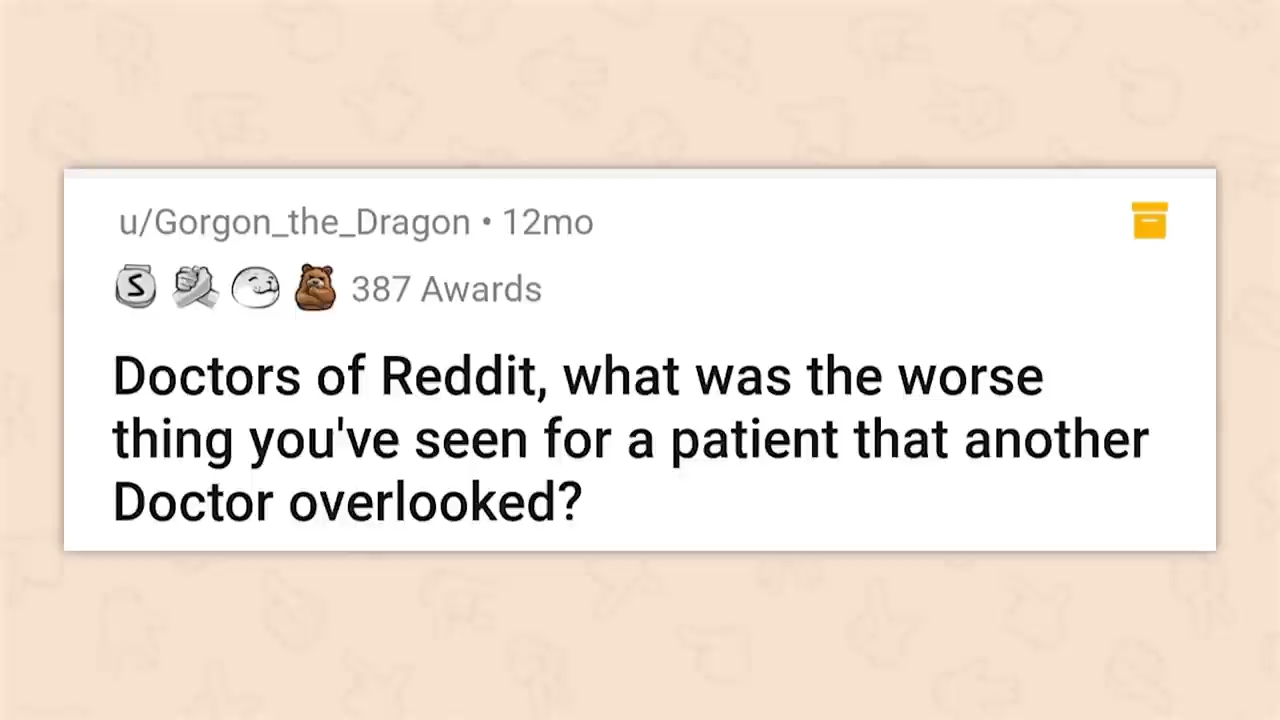 u/Gorgon_the_Dragon • 12mo
S 387 Awards
Doctors of Reddit, what was the worse
thing you've seen for a patient that another
Doctor overlooked?